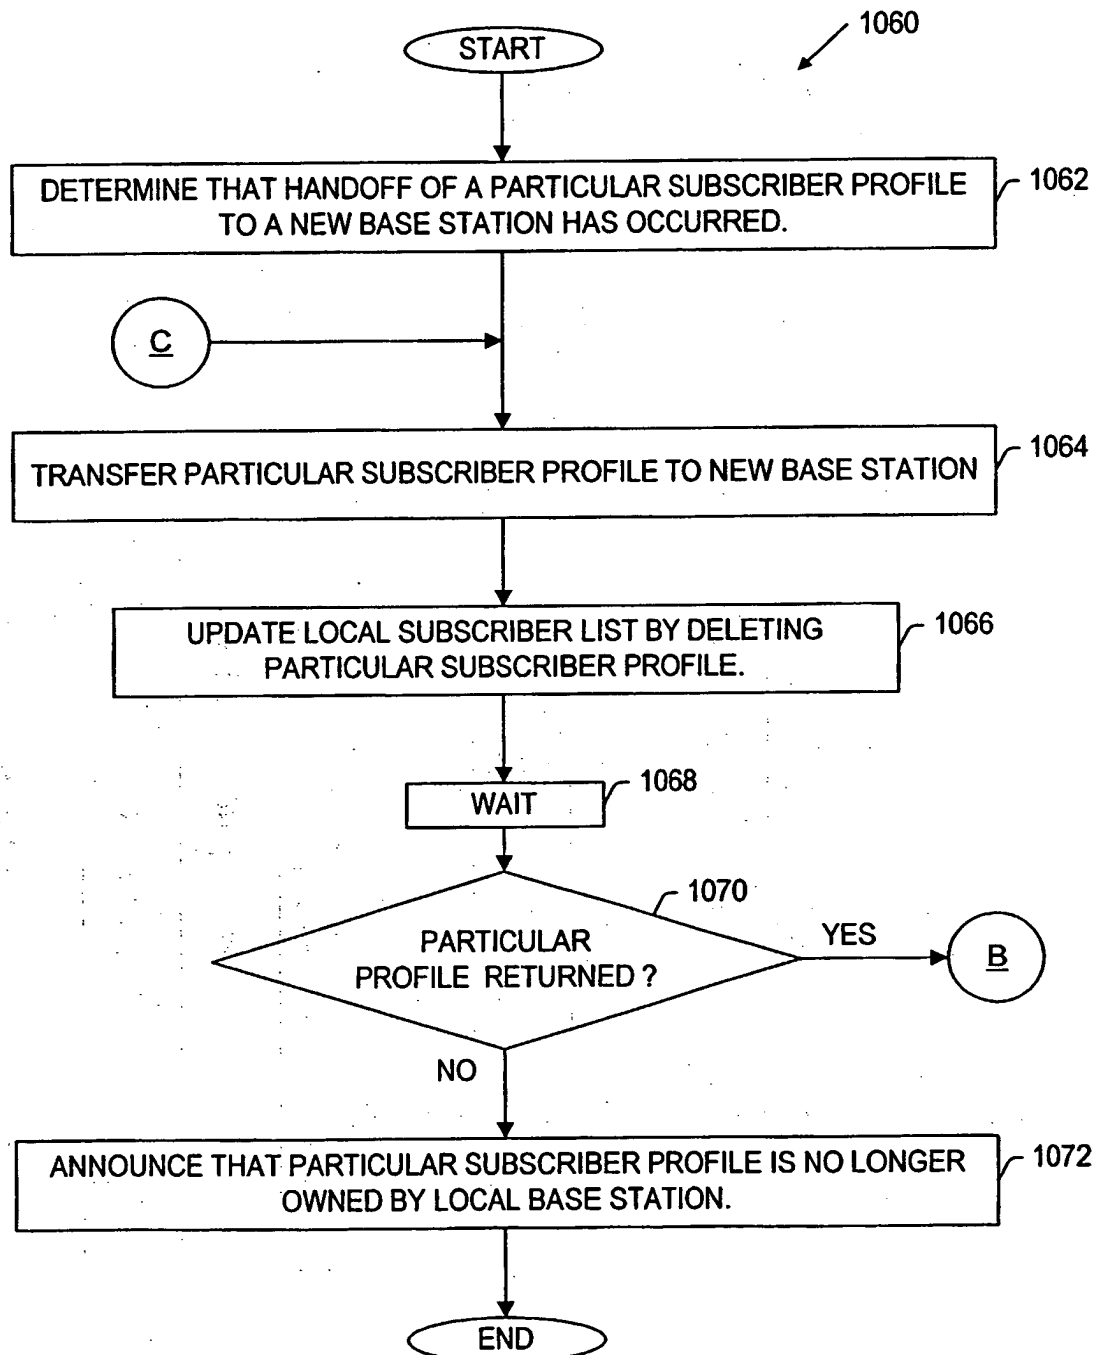 START
1060
DETERMINE THAT HANDOFF OF A PARTICULAR SUBSCRIBER PROFILE
TO A NEW BASE STATION HAS OCCURRED.
1062
C
TRANSFER PARTICULAR SUBSCRIBER PROFILE TO NEW BASE STATION
1064
UPDATE LOCAL SUBSCRIBER LIST BY DELETING
PARTICULAR SUBSCRIBER PROFILE.
1066
WAIT
1068
1070
PARTICULAR
PROFILE RETURNED ?
YES
B
NO
ANNOUNCE THAT PARTICULAR SUBSCRIBER PROFILE IS NO LONGER
OWNED BY LOCAL BASE STATION.
1072
END